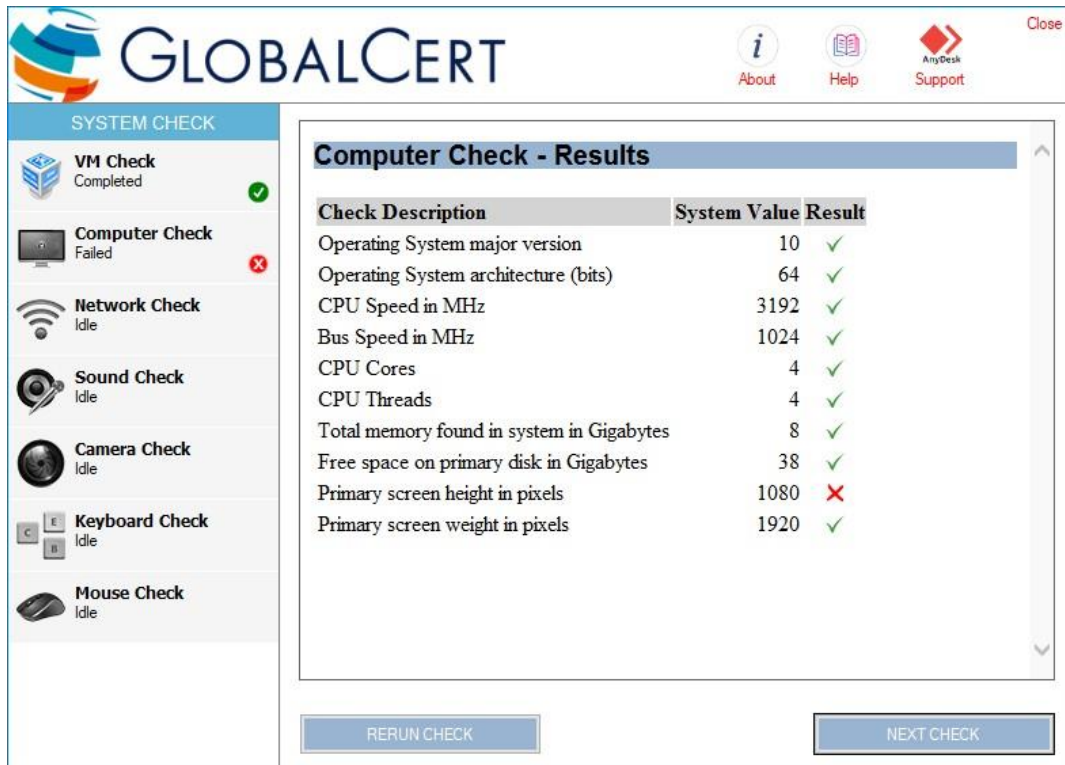 GLOBALCERT
About
Help
AnyDesk
Support
Close
SYSTEM CHECK
VM Check
Completed
Computer Check
Failed
Network Check
Idle
Sound Check
Idle
Camera Check
Idle
Keyboard Check
Idle
C E B
Mouse Check
Idle
Computer Check - Results
Check Description System Value Result
Operating System major version 10
Operating System architecture (bits) 64
CPU Speed in MHz 3192
Bus Speed in MHz 1024
CPU Cores 4
CPU Threads 4
Total memory found in system in Gigabytes 8
Free space on primary disk in Gigabytes 38
Primary screen height in pixels 1080
Primary screen weight in pixels 1920
RERUN CHECK
NEXT CHECK